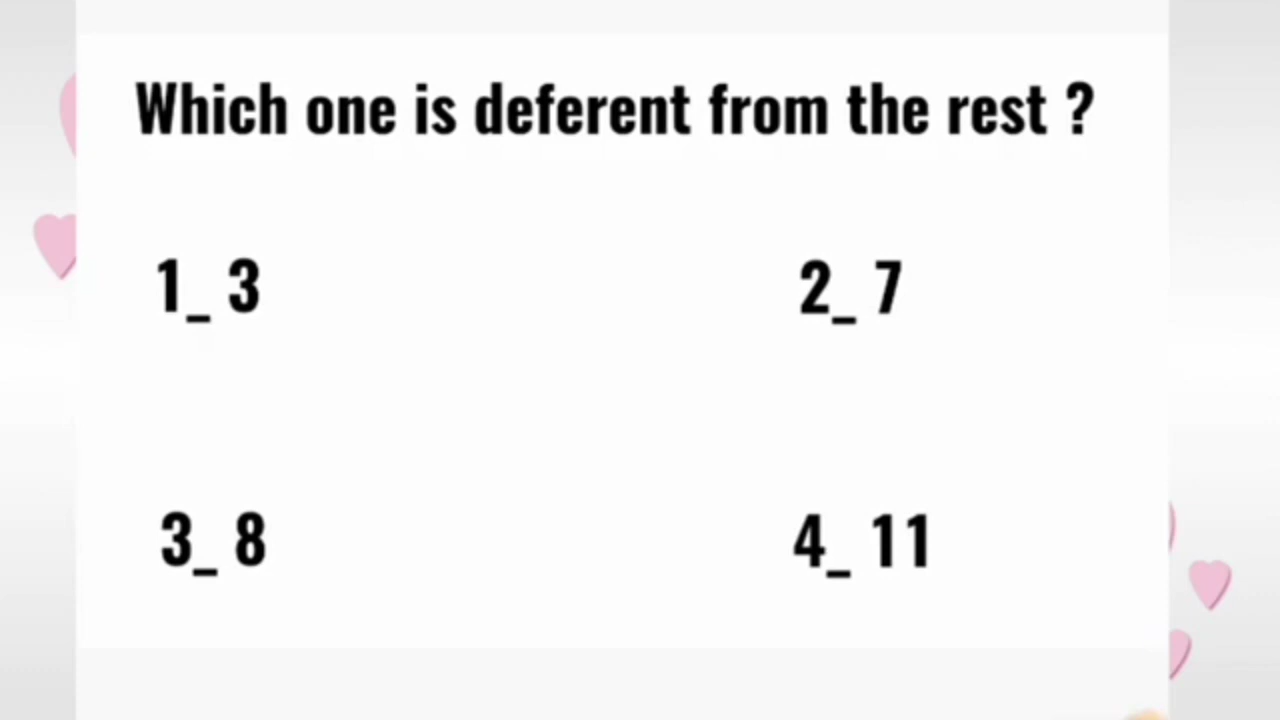 Which one is deferent from the rest ?
1_ 3 2_ 7
3_ 8 4_ 11